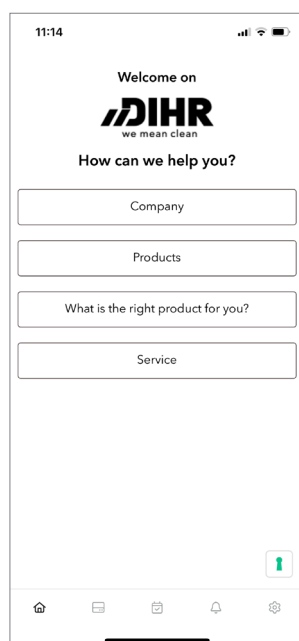 11:14
Welcome on
DIHR
we mean clean
How can we help you?
Company
Products
What is the right product for you?
Service